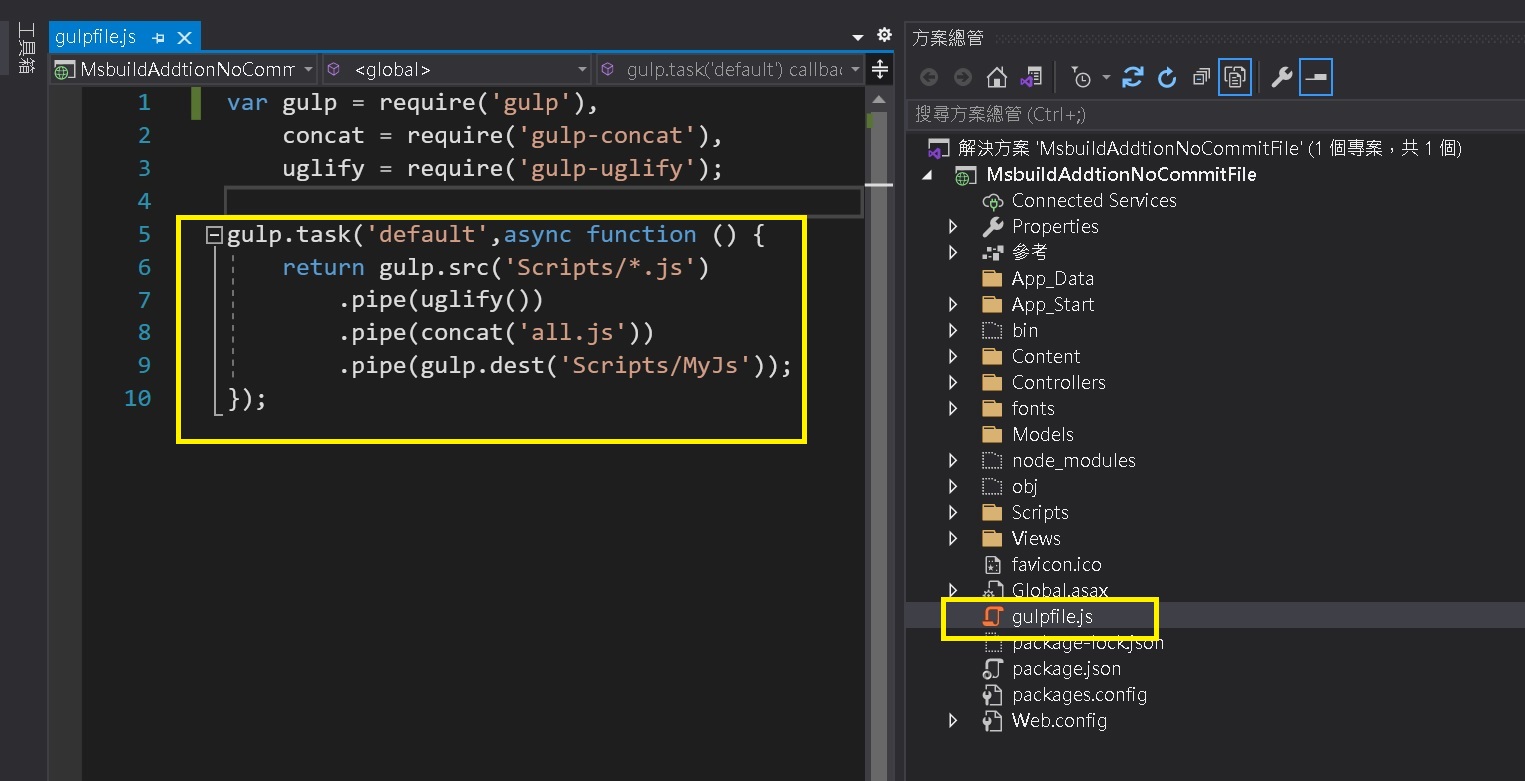 工具箱
gulpfile.js
MsbuildAddtionNoComm
<global>
gulp.task('default') callba
1 var gulp = require('gulp'),
2 concat = require('gulp-concat'),
3 uglify = require('gulp-uglify');
4
5 gulp.task('default',async function () {
6 return gulp.src('Scripts/*.js')
7 .pipe(uglify())
8 .pipe(concat('all.js'))
9 .pipe(gulp.dest('Scripts/MyJs'));
10 });
方案總管
搜尋方案總管 (Ctrl+;)
解決方案 'MsbuildAddtionNoCommitFile' (1 個專案，共 1 個)
MsbuildAddtionNoCommitFile
Connected Services
Properties
參考
App_Data
App_Start
bin
Content
Controllers
fonts
Models
node_modules
obj
Scripts
Views
favicon.ico
Global.asax
gulpfile.js
package-lock.json
package.json
packages.config
Web.config